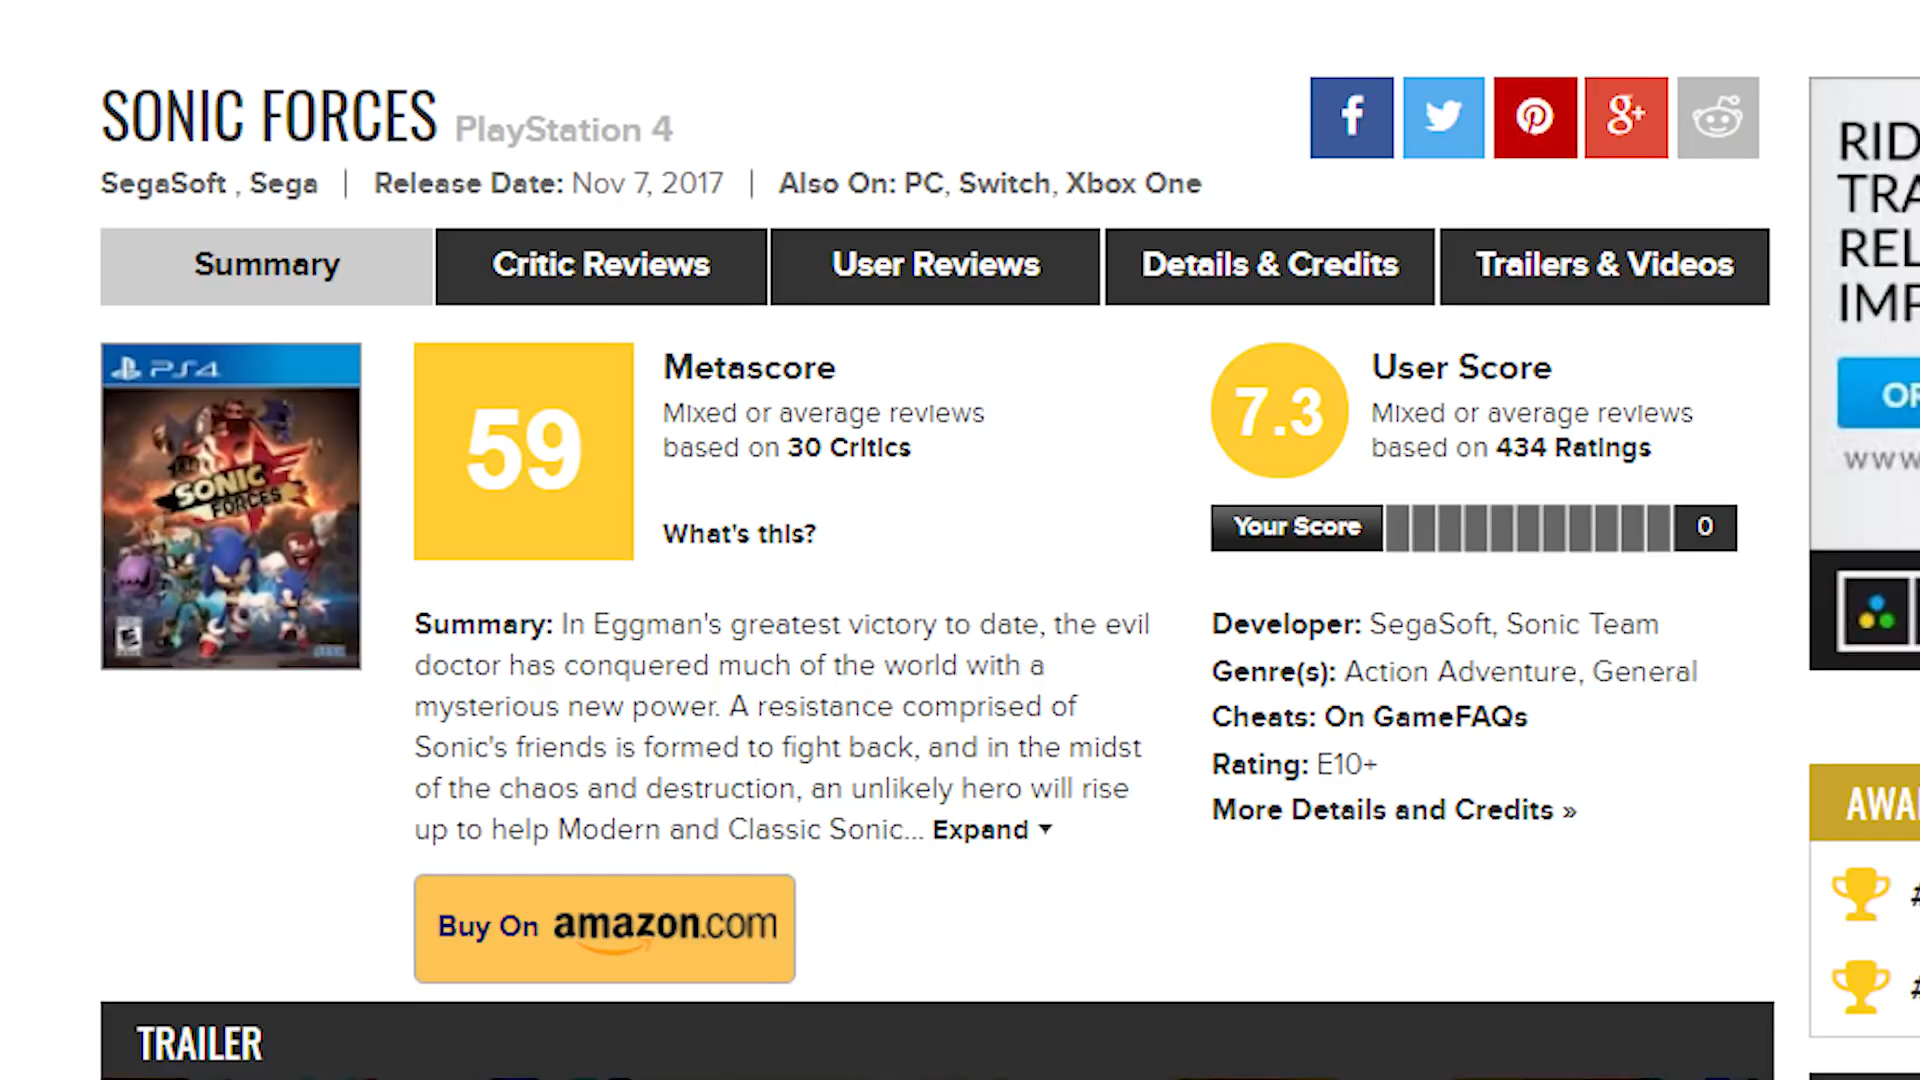 SONIC FORCES PlayStation 4
SegaSoft , Sega | Release Date: Nov 7, 2017 | Also On: PC, Switch, Xbox One
f g+
Summary Critic Reviews User Reviews Details & Credits Trailers & Videos
PS4
SONIC
FORCES
E
SEGA
59
Metascore
Mixed or average reviews
based on 30 Critics
What's this?
7.3
User Score
Mixed or average reviews
based on 434 Ratings
Your Score 0
Summary: In Eggman's greatest victory to date, the evil
doctor has conquered much of the world with a
mysterious new power. A resistance comprised of
Sonic's friends is formed to fight back, and in the midst
of the chaos and destruction, an unlikely hero will rise
up to help Modern and Classic Sonic... Expand
Developer: SegaSoft, Sonic Team
Genre(s): Action Adventure, General
Cheats: On GameFAQs
Rating: E10+
More Details and Credits »
Buy On amazon.com
TRAILER
RID
TRA
REL
IMP
OP
www
AWA
#
#